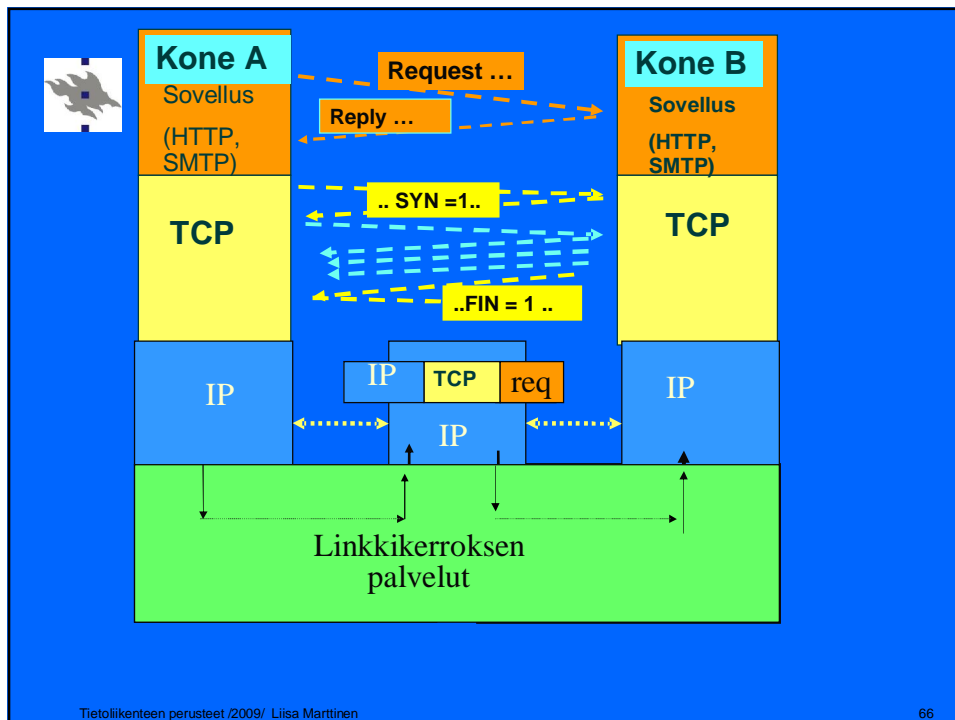 Kone A
Sovellus
(HTTP,
SMTP)
Request …
Reply …
Kone B
Sovellus
(HTTP,
SMTP)
TCP
.. SYN =1..
..FIN = 1 ..
TCP
IP
IP TCP req
IP
IP
Linkkikerroksen
palvelut
Tietoliikenteen perusteet /2009/ Liisa Marttinen
66